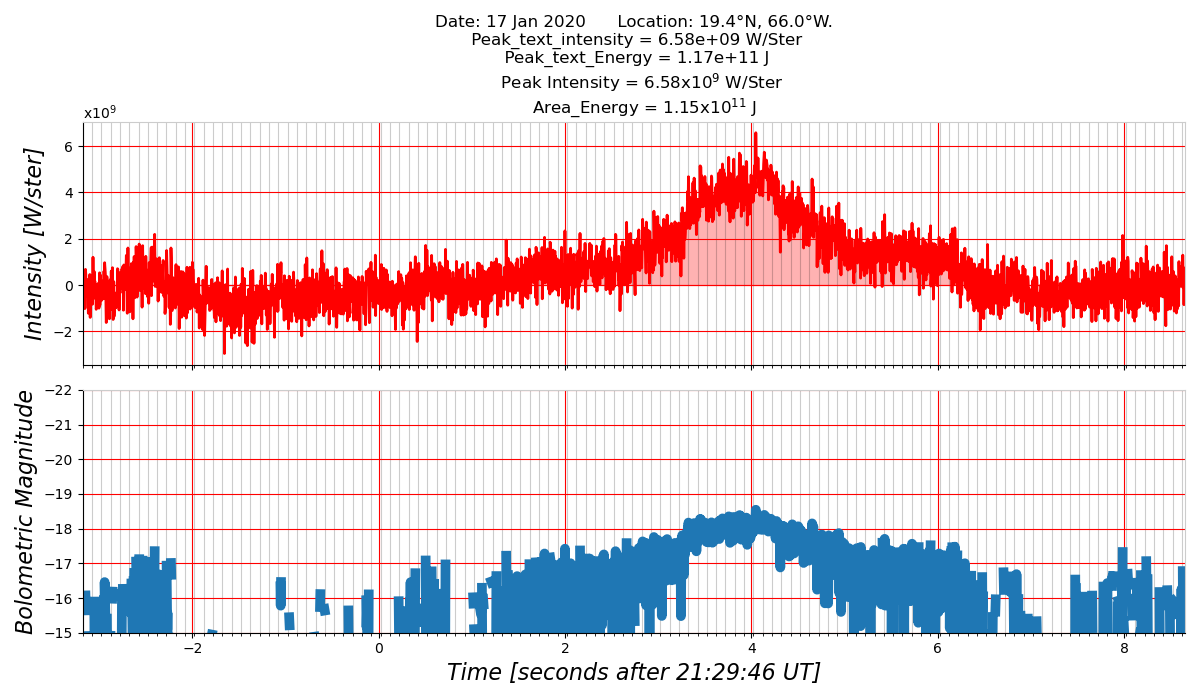 Date: 17 Jan 2020 Location: 19.4°N, 66.0°W.
Peak_text_intensity = 6.58e+09 W/Ster
Peak_text_Energy = 1.17e+11 J
Peak Intensity = 6.58x10⁹ W/Ster
Area_Energy = 1.15x10¹¹ J
x10⁹
Intensity [W/ster]
6
4
2
0
−2
Bolometric Magnitude
−22
−21
−20
−19
−18
−17
−16
−15
−2 0 2 4 6 8
Time [seconds after 21:29:46 UT]